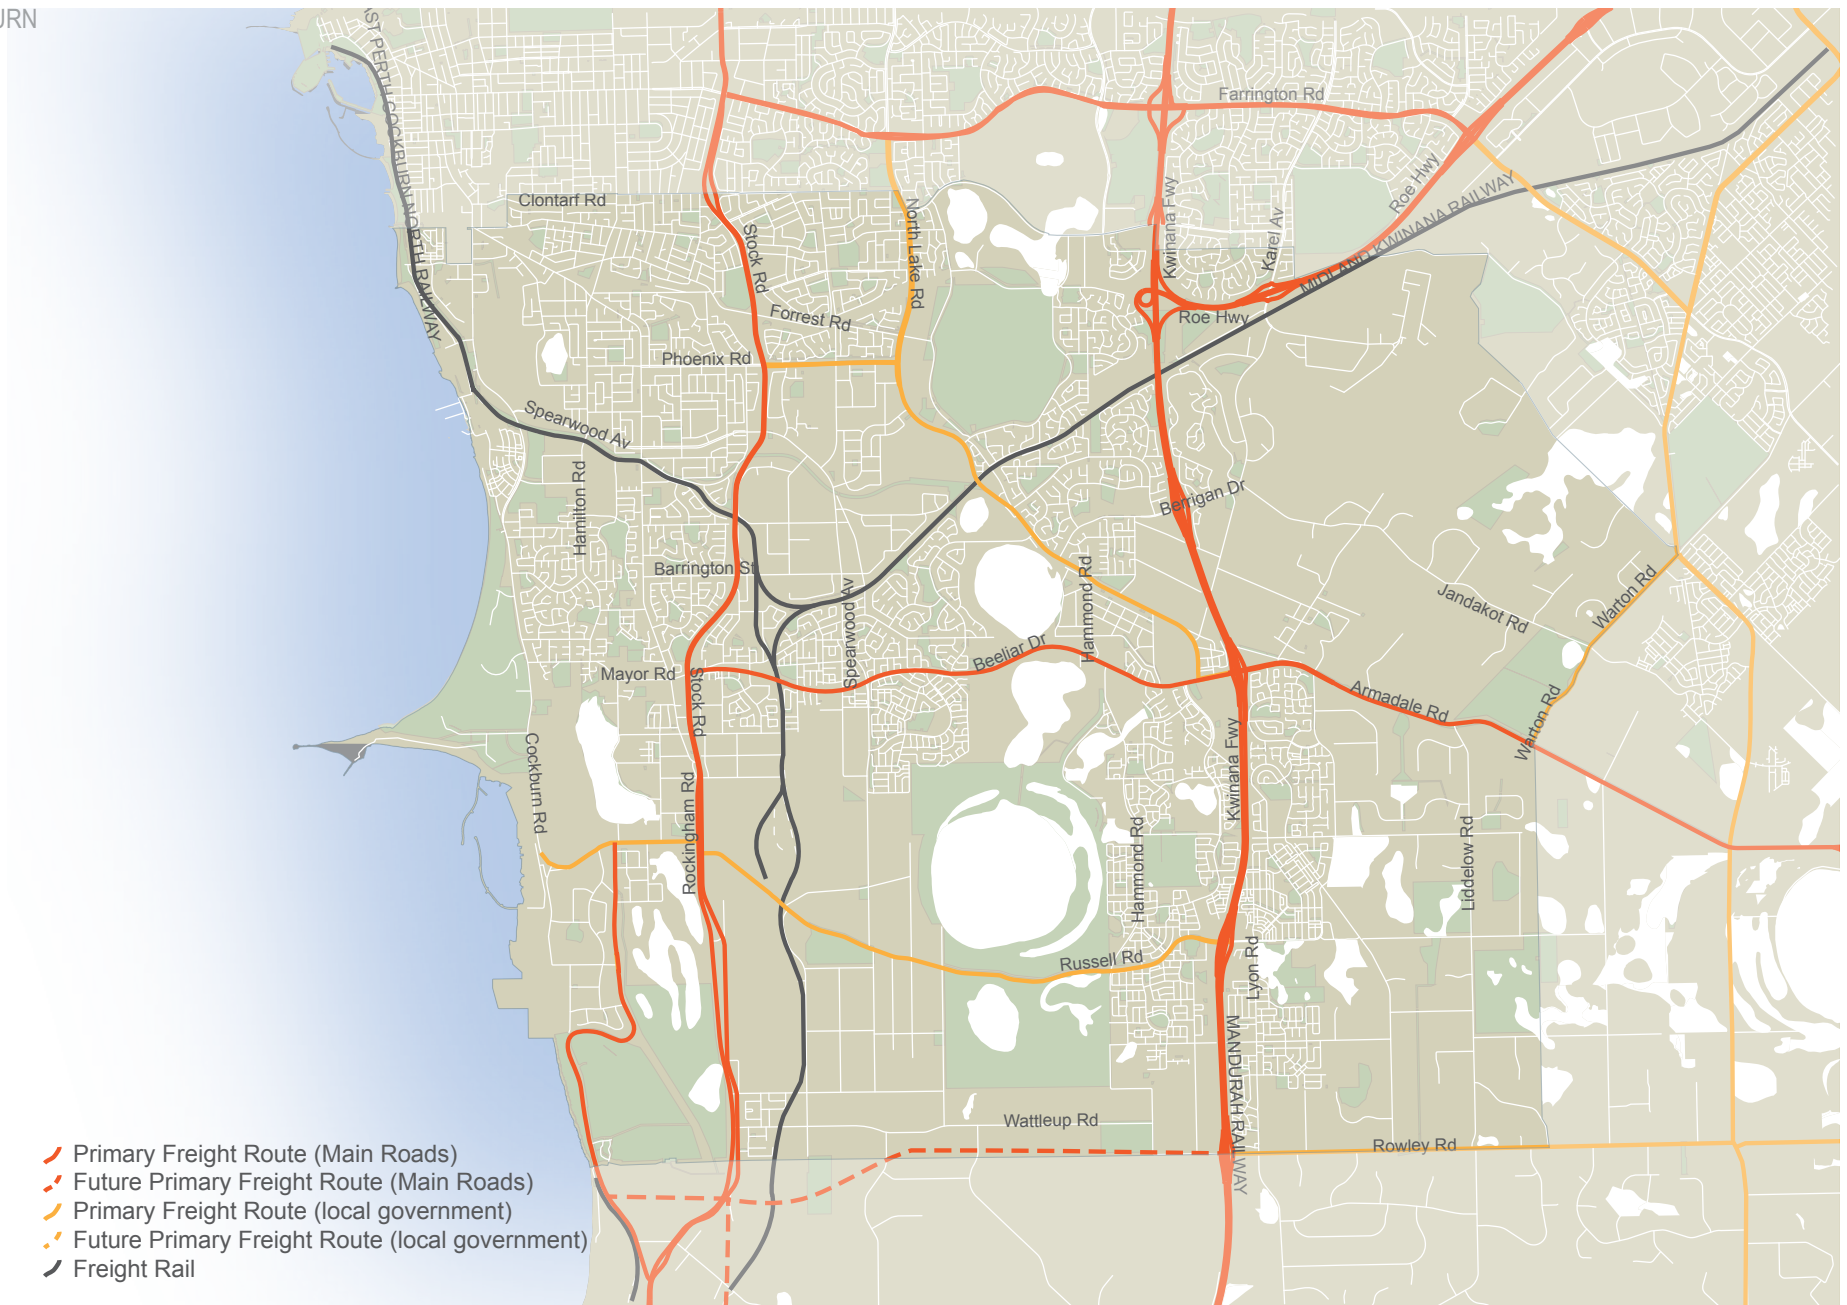 URN
AST PERTH COCKBURN NORTH RAILWAY
Farrington Rd
Clontarf Rd
North Lake Rd
Kwinana Fwy
Karel Av
Roe Hwy
MIDLAND KWINANA RAILWAY
Stock Rd
Forrest Rd
Roe Hwy
Phoenix Rd
Spearwood Av
Hamilton Rd
Berrigan Dr
Barrington St
Spearwood Av
Hammond Rd
Jandakot Rd
Warton Rd
Beeliar Dr
Mayor Rd
Stock Rd
Armadale Rd
Warton Rd
Cockburn Rd
Rockingham Rd
Kwinana Fwy
Hammond Rd
Liddelow Rd
Russell Rd
Lyon Rd
MANDURAH RAILWAY
Wattleup Rd
Rowley Rd
Primary Freight Route (Main Roads)
Future Primary Freight Route (Main Roads)
Primary Freight Route (local government)
Future Primary Freight Route (local government)
Freight Rail